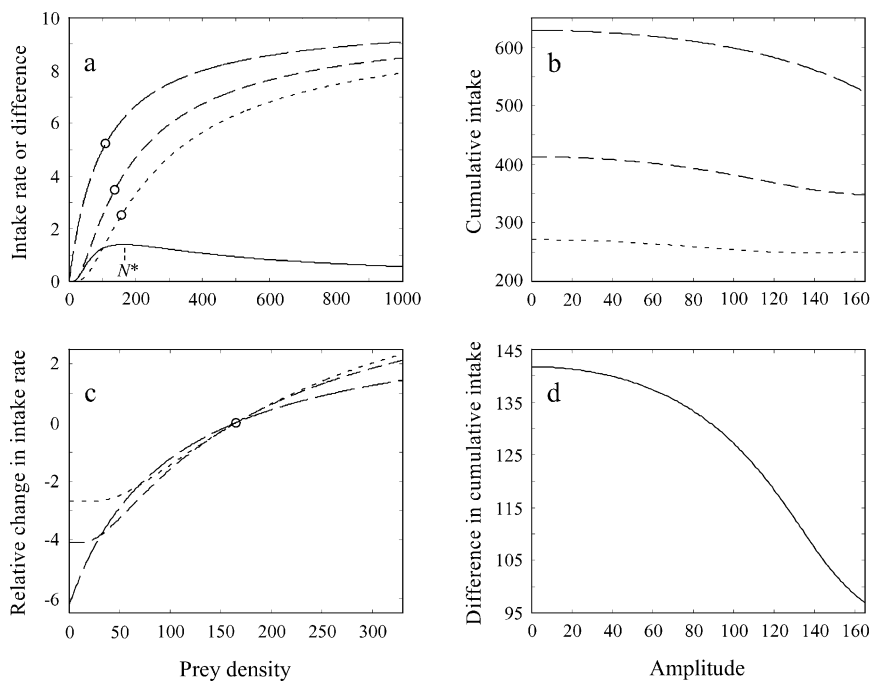 a
Intake rate or difference
10
8
6
4
2
0
N*
0 200 400 600 800 1000
b
Cumulative intake
600
500
400
300
200
0 20 40 60 80 100 120 140 160
c
Relative change in intake rate
2
0
-2
-4
-6
0 50 100 150 200 250 300
Prey density
d
Difference in cumulative intake
145
135
125
115
105
95
0 20 40 60 80 100 120 140 160
Amplitude